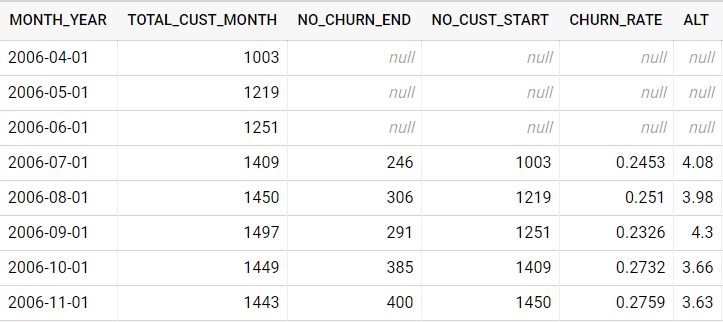 MONTH_YEAR TOTAL_CUST_MONTH NO_CHURN_END NO_CUST_START CHURN_RATE ALT
2006-04-01 1003 null null null null
2006-05-01 1219 null null null null
2006-06-01 1251 null null null null
2006-07-01 1409 246 1003 0.2453 4.08
2006-08-01 1450 306 1219 0.251 3.98
2006-09-01 1497 291 1251 0.2326 4.3
2006-10-01 1449 385 1409 0.2732 3.66
2006-11-01 1443 400 1450 0.2759 3.63